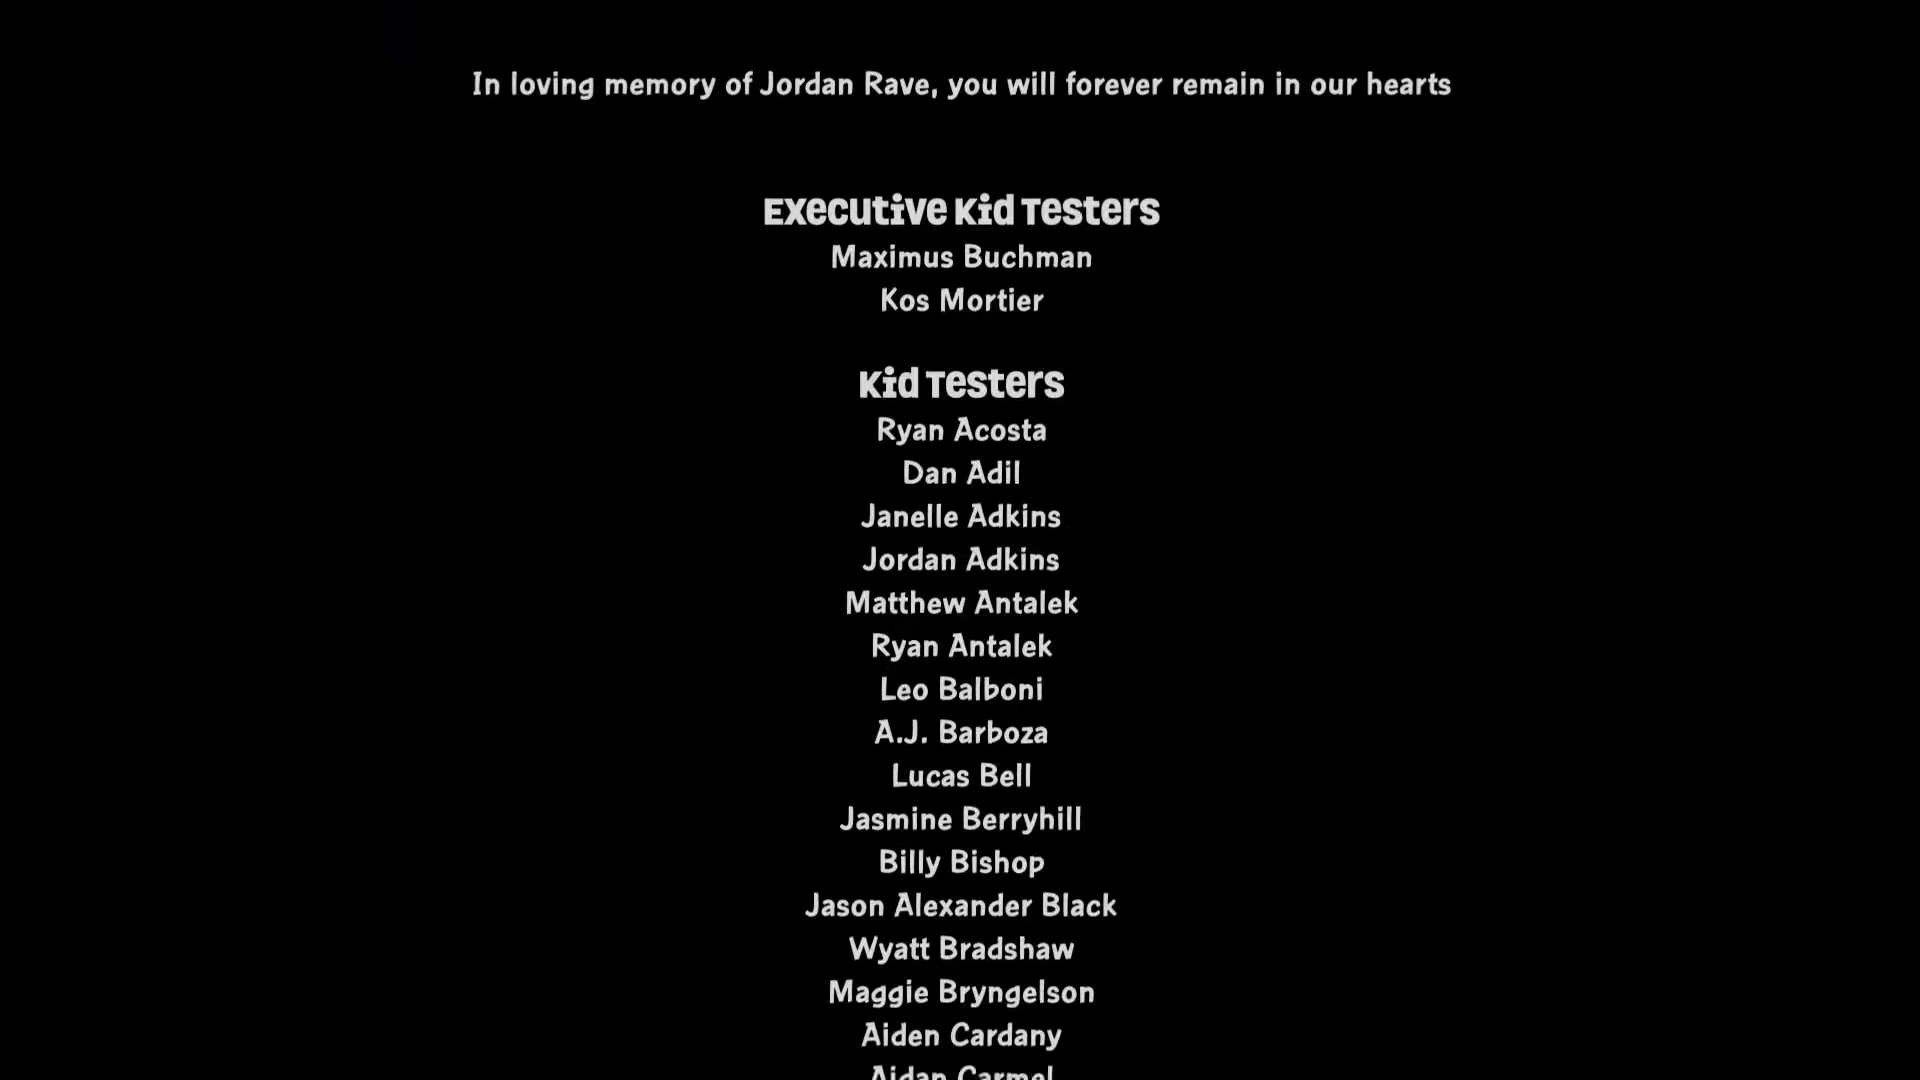 In loving memory of Jordan Rave, you will forever remain in our hearts
Executive Kid Testers
Maximus Buchman
Kos Mortier
Kid Testers
Ryan Acosta
Dan Adil
Janelle Adkins
Jordan Adkins
Matthew Antalek
Ryan Antalek
Leo Balboni
A.J. Barboza
Lucas Bell
Jasmine Berryhill
Billy Bishop
Jason Alexander Black
Wyatt Bradshaw
Maggie Bryngelson
Aiden Cardany
Aidan Carmel